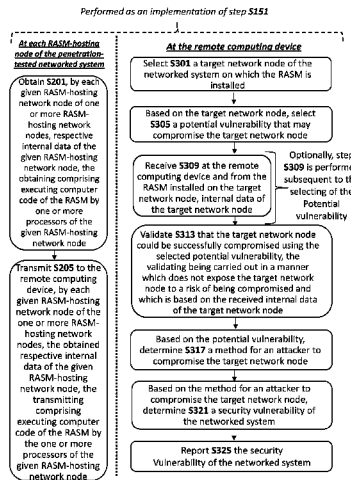 Performed as an implementation of step S151
At each RASM-hosting
node of the penetration-
tested networked system
Obtain S201, by each
given RASM-hosting
network node of one
or more RASM-
hosting network
nodes, respective
internal data of the
given RASM-hosting
network node, the
obtaining comprising
executing computer
code of the RASM by
one or more
processors of the
given RASM-hosting
network node
Transmit S205 to the
remote computing
device, by each
given RASM-hosting
network node of the
one or more RASM-
hosting network
nodes, the obtained
respective internal
data of the given
RASM-hosting
network node, the
transmitting
comprising
executing computer
code of the RASM by
the one or more
processors of the
given RASM-hosting
network node
At the remote computing device
Select S301 a target network node of the
networked system on which the RASM is
installed
Based on the target network node, select
S305 a potential vulnerability that may
compromise the target network node
Receive S309 at the remote
computing device and from the
RASM installed on the target
network node, internal data of
the target network node
Optionally, step
S309 is performed
subsequent to the
selecting of the
Potential
vulnerability
Validate S313 that the target network node
could be successfully compromised using the
selected potential vulnerability, the
validating being carried out in a manner
which does not expose the target network
node to a risk of being compromised and
which is based on the received internal data
of the target network node
Based on the potential vulnerability,
determine S317 a method for an attacker to
compromise the target network node
Based on the method for an attacker to
compromise the target network node,
determine S321 a security vulnerability of
the networked system
Report S325 the security
Vulnerability of the networked system